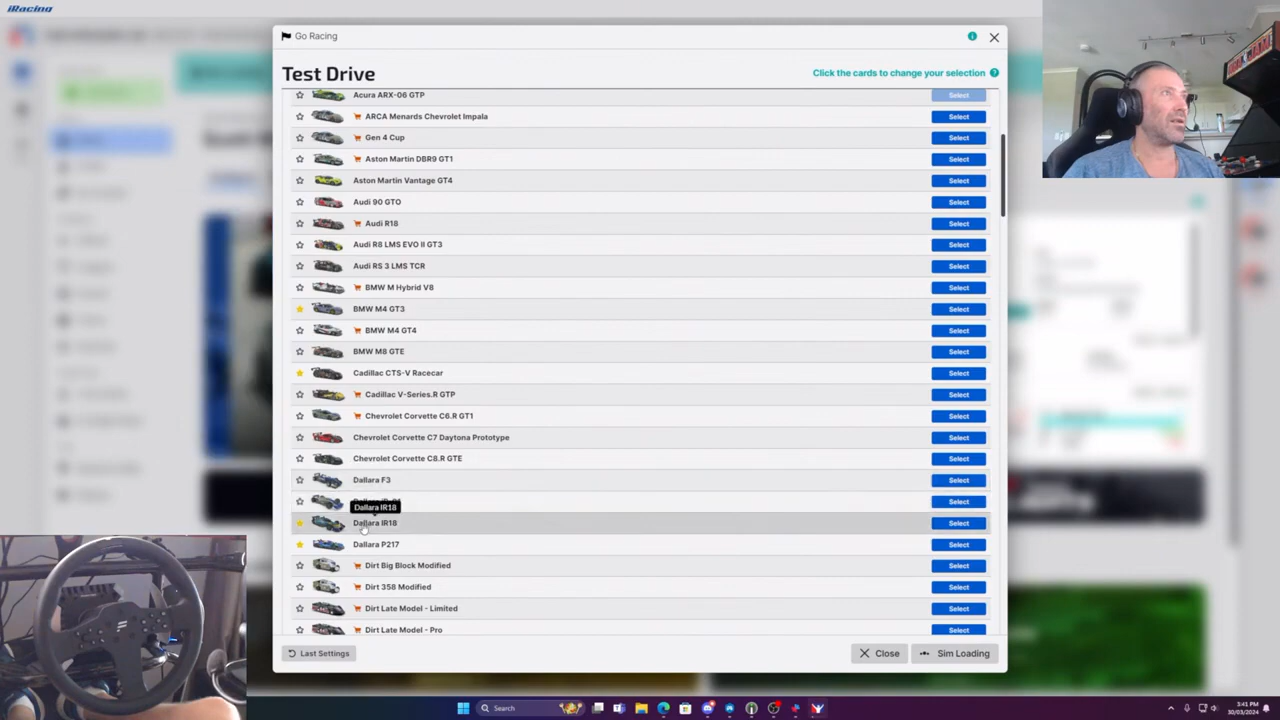 iRacing
Go Racing
Test Drive
Click the cards to change your selection
Acura ARX-06 GTP Select
ARCA Menards Chevrolet Impala Select
Gen 4 Cup Select
Aston Martin DBR9 GT1 Select
Aston Martin Vantage GT4 Select
Audi 90 GTO Select
Audi R18 Select
Audi R8 LMS EVO II GT3 Select
Audi RS 3 LMS TCR Select
BMW M Hybrid V8 Select
BMW M4 GT3 Select
BMW M4 GT4 Select
BMW M8 GTE Select
Cadillac CTS-V Racecar Select
Cadillac V-Series.R GTP Select
Chevrolet Corvette C6.R GT1 Select
Chevrolet Corvette C7 Daytona Prototype Select
Chevrolet Corvette C8.R GTE Select
Dallara F3 Select
Select
Dallara IR18
Dallara IR18 Select
Dallara P217 Select
Dirt Big Block Modified Select
Dirt 358 Modified Select
Dirt Late Model - Limited Select
Dirt Late Model - Pro Select
Last Settings Close Sim Loading
Search
3:41 PM
30/03/2024